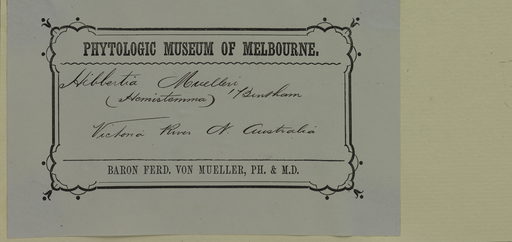 PHYTOLOGIC MUSEUM OF MELBOURNE.
Hibbertia Muelleri, Bentham
(Hemistemma)
Victoria River N. Australia
BARON FERD. VON MUELLER, PH. & M.D.